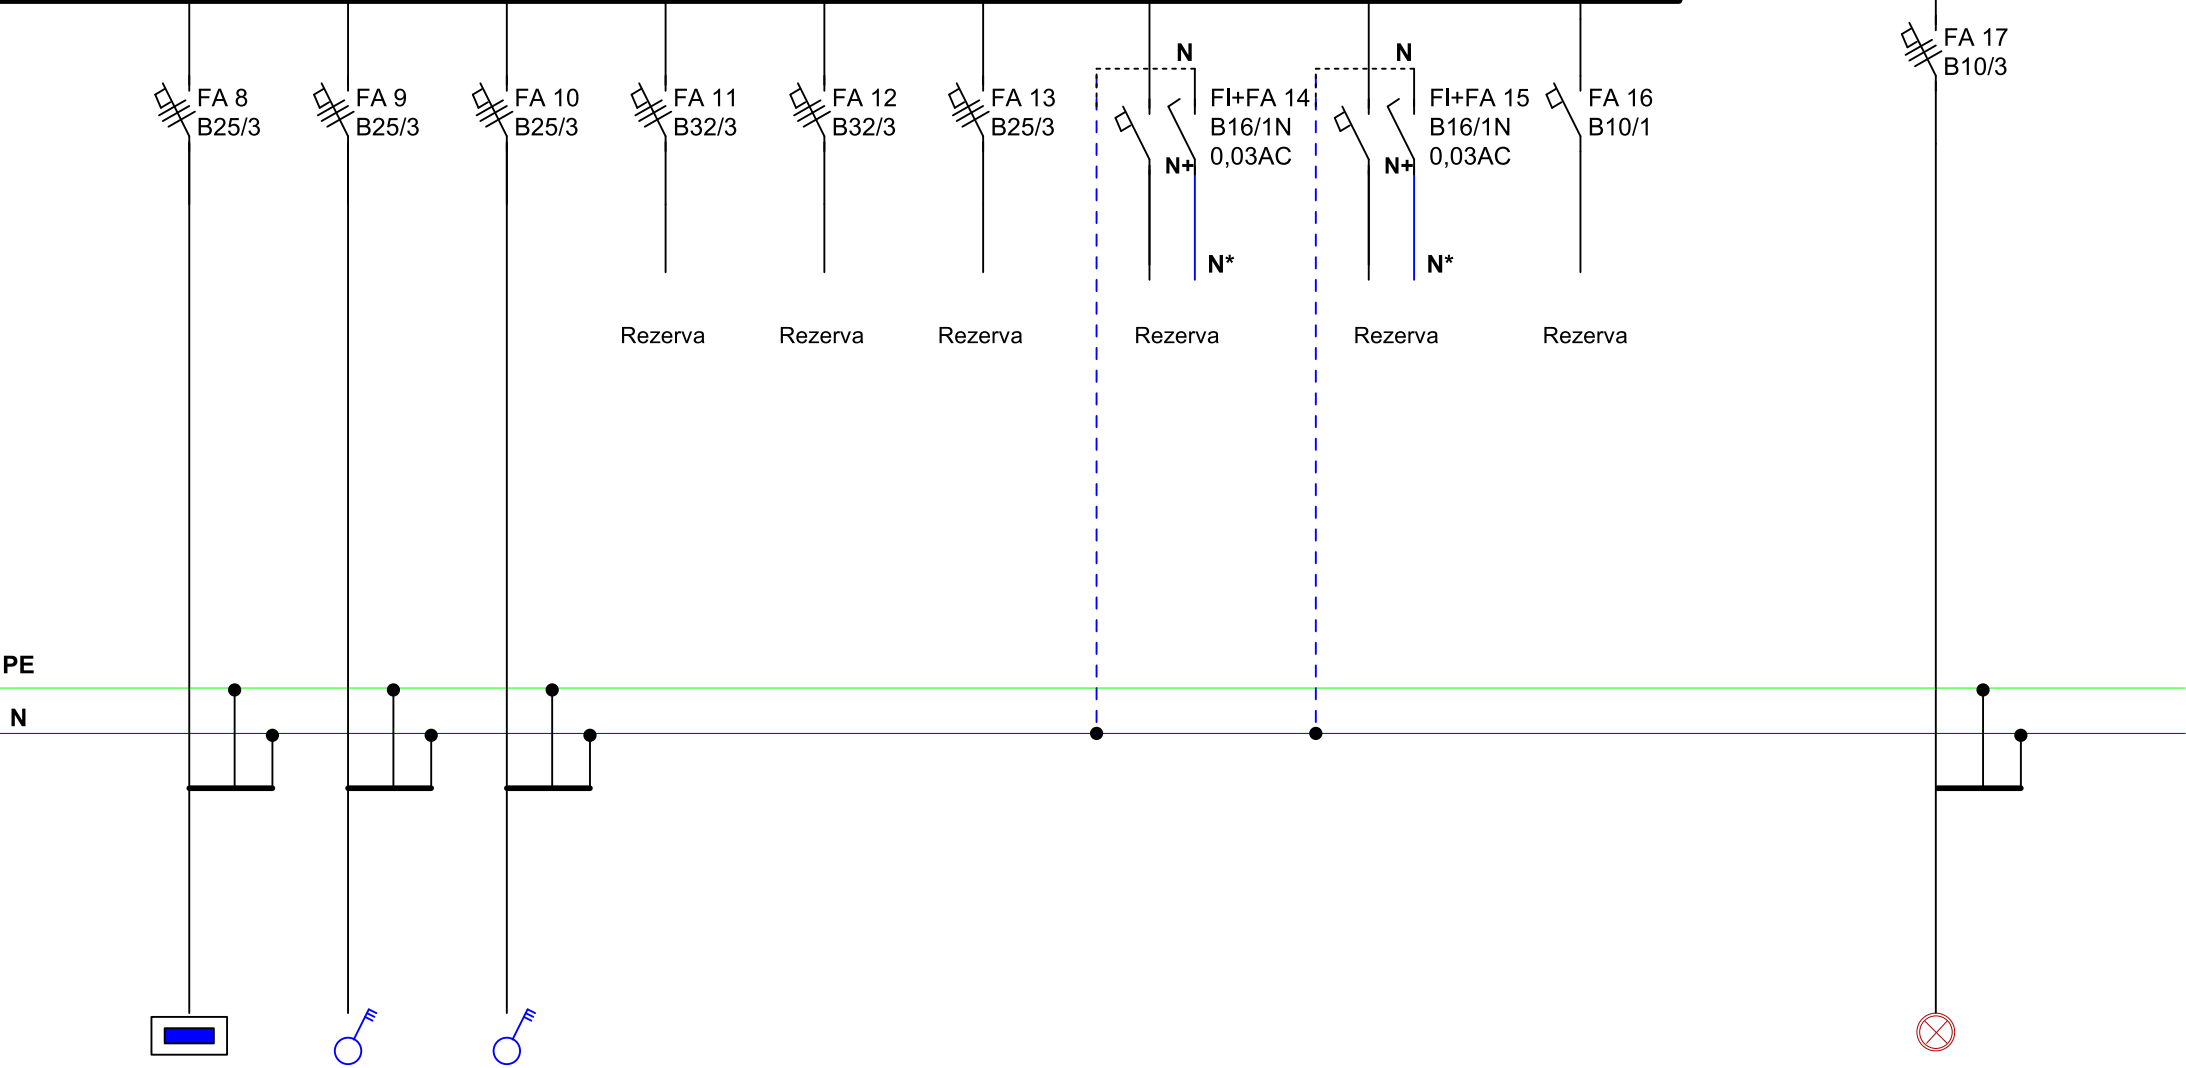 FA 8
B25/3
FA 9
B25/3
FA 10
B25/3
FA 11
B32/3
FA 12
B32/3
FA 13
B25/3
N
FI+FA 14
B16/1N
0,03AC
N+
N*
N
FI+FA 15
B16/1N
0,03AC
N+
N*
FA 16
B10/1
FA 17
B10/3
Rezerva
Rezerva
Rezerva
Rezerva
Rezerva
Rezerva
PE
N